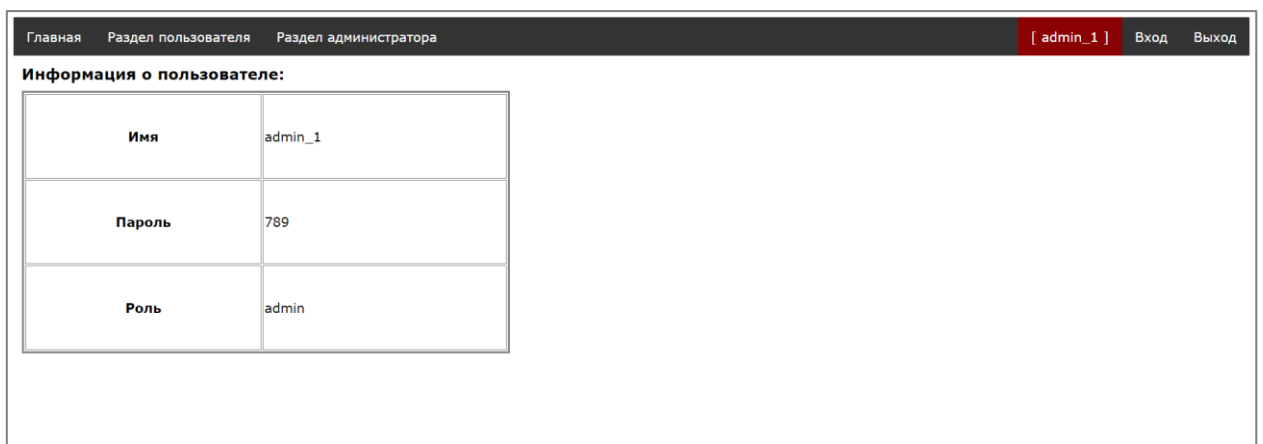 Главная Раздел пользователя Раздел администратора [ admin_1 ] Вход Выход
Информация о пользователе:
Имя admin_1
Пароль 789
Роль admin